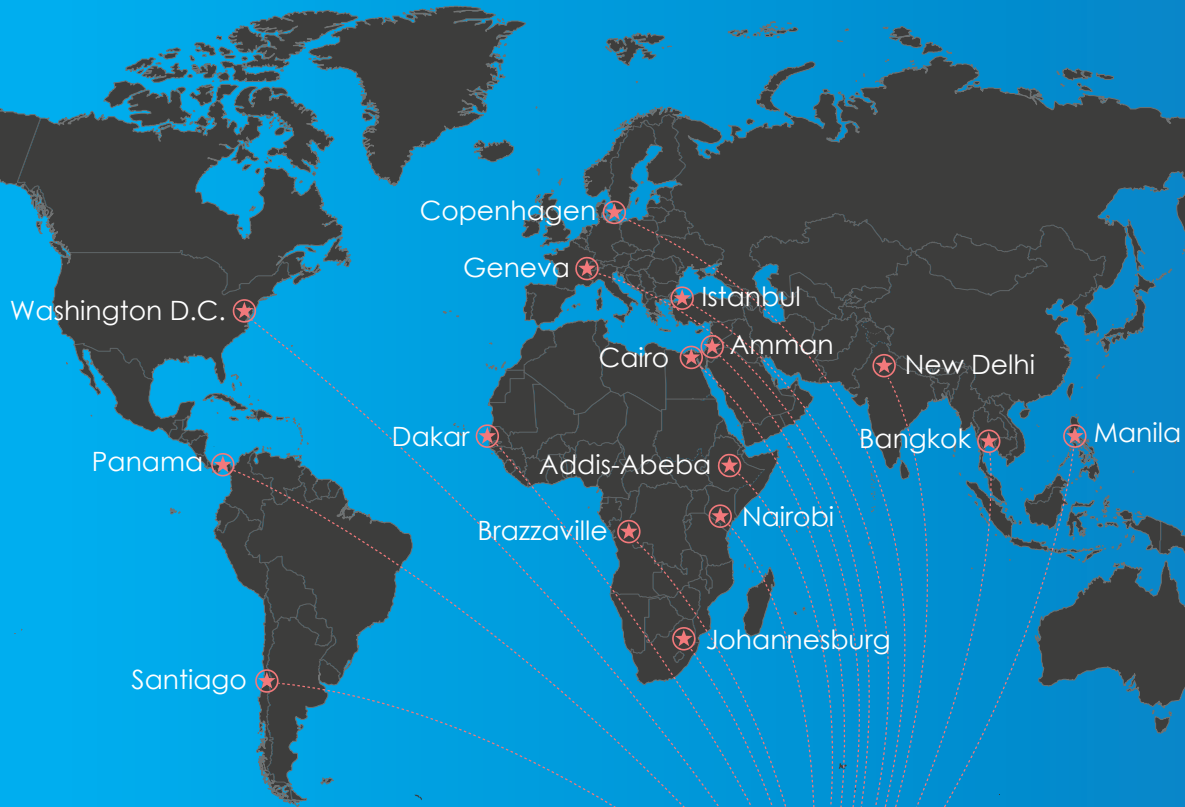 Copenhagen
Geneva
Istanbul
Washington D.C.
Amman
Cairo
New Delhi
Dakar
Bangkok
Manila
Panama
Addis-Abeba
Nairobi
Brazzaville
Johannesburg
Santiago